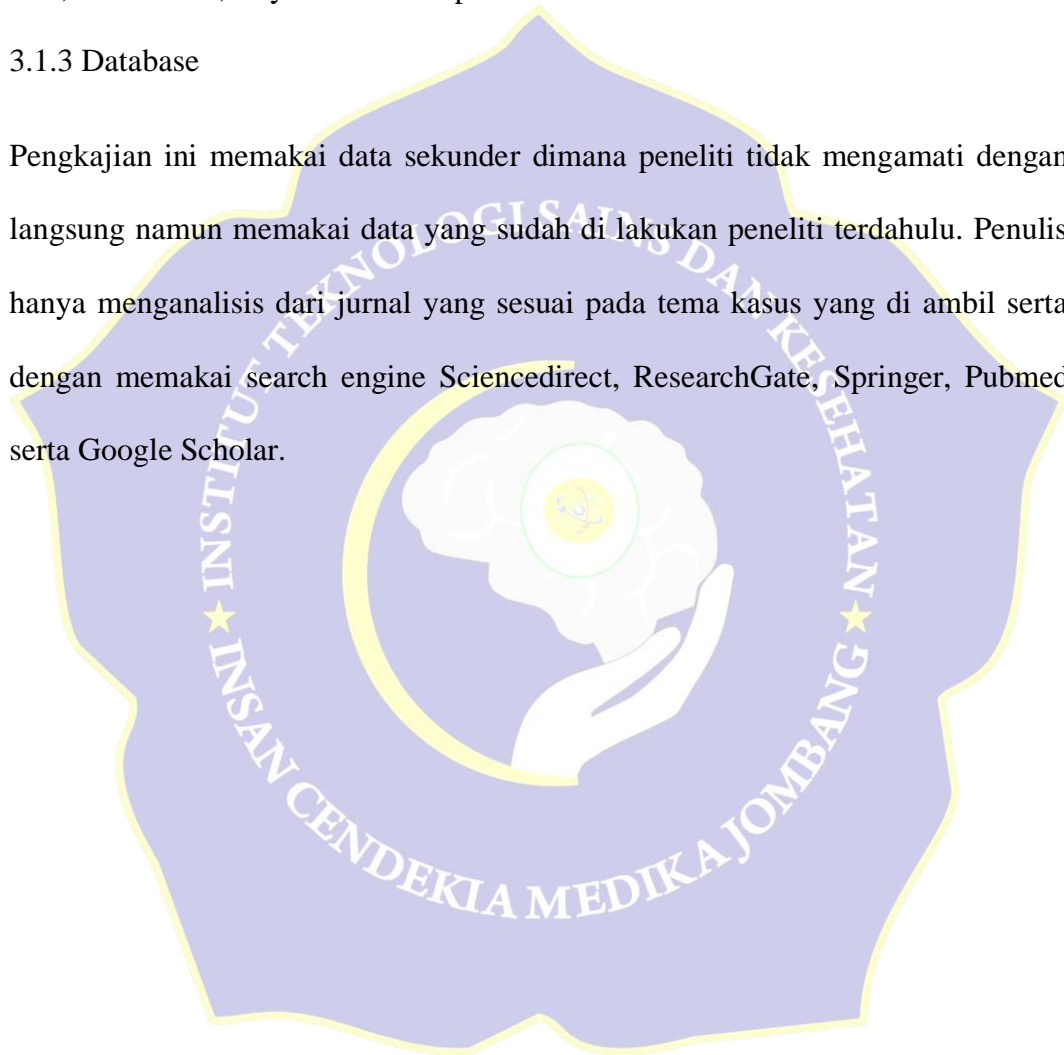 3.1.3 Database
Pengkajian ini memakai data sekunder dimana peneliti tidak mengamati dengan
langsung namun memakai data yang sudah di lakukan peneliti terdahulu. Penulis
hanya menganalisis dari jurnal yang sesuai pada tema kasus yang di ambil serta
dengan memakai search engine Sciencedirect, ResearchGate, Springer, Pubmed
serta Google Scholar.
INSTITUT TEKNOLOGI SAINS DAN KESEHATAN
INSAN CENDEKIA MEDIKA JOMBANG